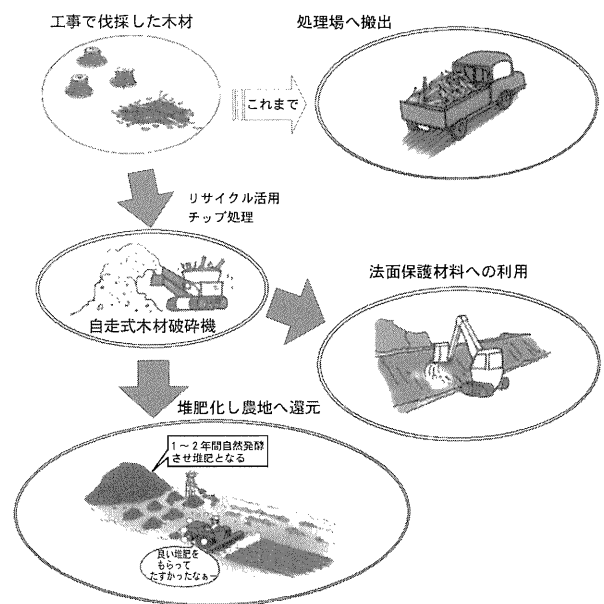 工事で伐採した木材
処理場へ搬出
これまで
リサイクル活用
チップ処理
自走式木材破砕機
法面保護材料への利用
堆肥化し農地へ還元
1～2年間自然発酵
させ堆肥となる
良い堆肥を
もらって
たすかったなぁー